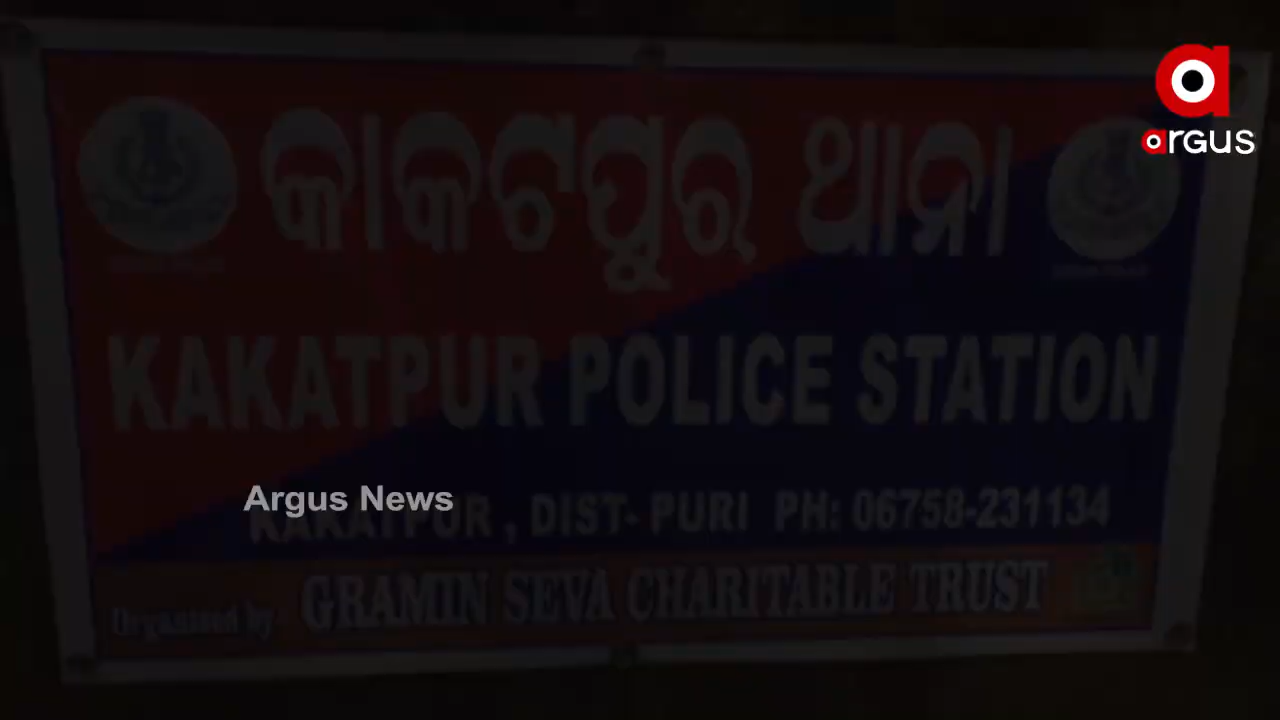 argus
କାକଟପୁର ଥାନା
KAKATPUR POLICE STATION
Argus News
KAKATPUR , DIST- PURI PH: 06758-231134
Organised by- GRAMIN SEVA CHARITABLE TRUST